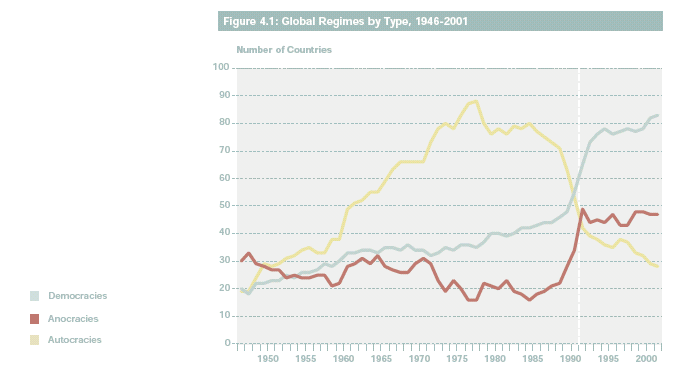 Figure 4.1: Global Regimes by Type, 1946-2001
Number of Countries
100
90
80
70
60
50
40
30
20
10
0
1950 1955 1960 1965 1970 1975 1980 1985 1990 1995 2000
Democracies
Anocracies
Autocracies